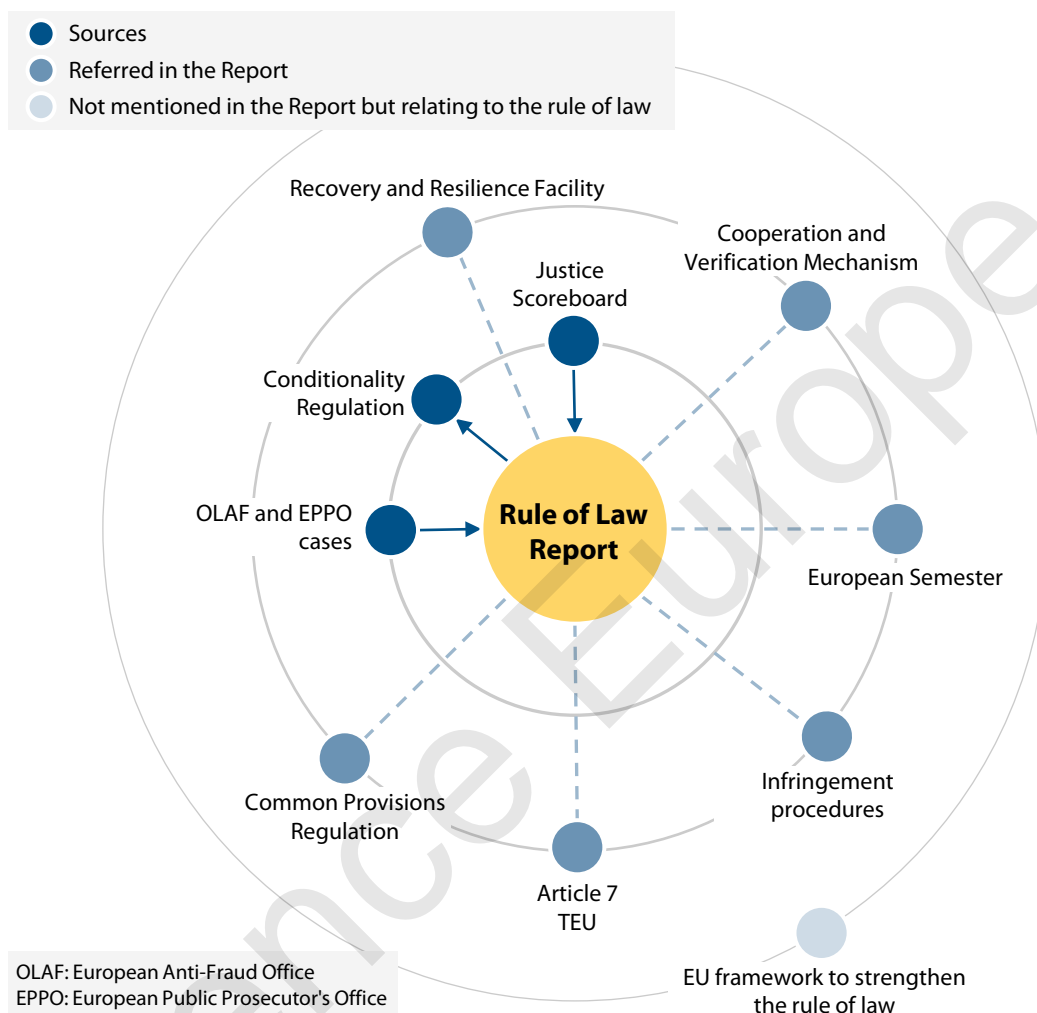 Sources
Referred in the Report
Not mentioned in the Report but relating to the rule of law
Recovery and Resilience Facility
Cooperation and
Verification Mechanism
Justice
Scoreboard
Conditionality
Regulation
OLAF and EPPO
cases
Rule of Law
Report
European Semester
Infringement
procedures
Common Provisions
Regulation
Article 7
TEU
EU framework to strengthen
the rule of law
OLAF: European Anti-Fraud Office
EPPO: European Public Prosecutor's Office
ence Europe